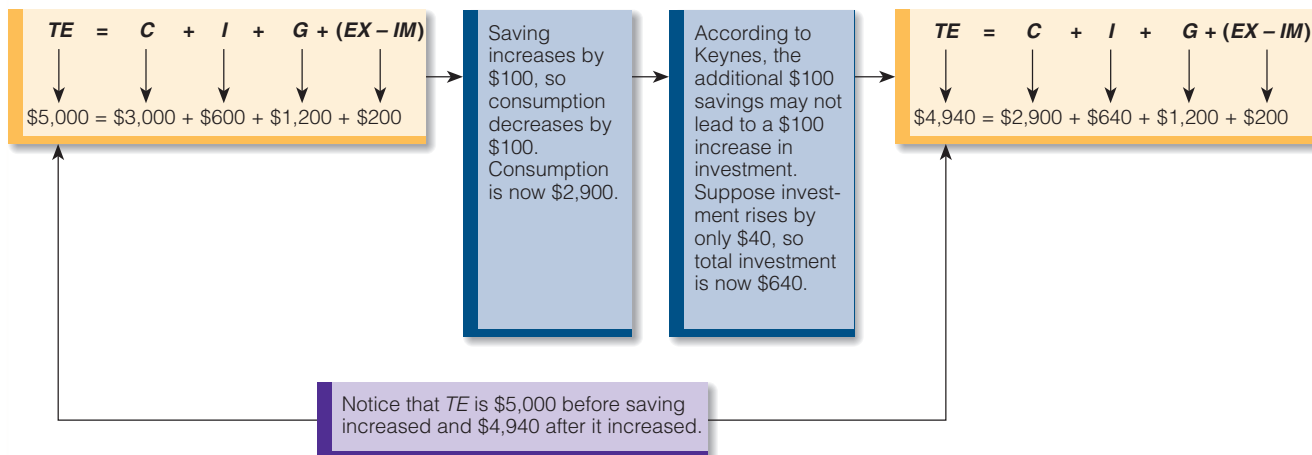 TE = C + I + G + (EX – IM)
$5,000 = $3,000 + $600 + $1,200 + $200
Saving
increases by
$100, so
consumption
decreases by
$100.
Consumption
is now $2,900.
According to
Keynes, the
additional $100
savings may not
lead to a $100
increase in
investment.
Suppose invest-
ment rises by
only $40, so
total investment
is now $640.
TE = C + I + G + (EX – IM)
$4,940 = $2,900 + $640 + $1,200 + $200
Notice that TE is $5,000 before saving
increased and $4,940 after it increased.